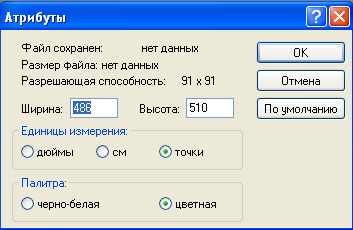 Атрибуты
Файл сохранен: нет данных
Размер файла: нет данных
Разрешающая способность: 91 x 91
Ширина: 486 Высота: 510
Единицы измерения:
дюймы см точки
Палитра:
черно-белая цветная
OK
Отмена
По умолчанию